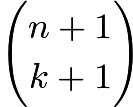 n + 1
k + 1